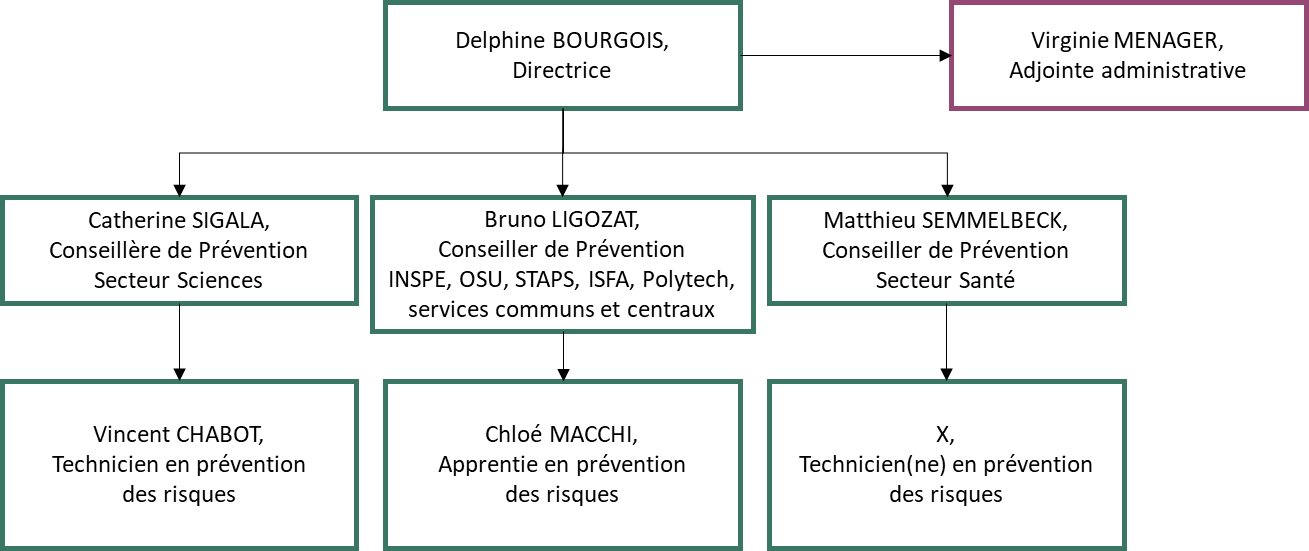 Delphine BOURGOIS,
Directrice
Virginie MENAGER,
Adjointe administrative
Catherine SIGALA,
Conseillère de Prévention
Secteur Sciences
Bruno LIGOZAT,
Conseiller de Prévention
INSPE, OSU, STAPS, ISFA, Polytech,
services communs et centraux
Matthieu SEMMELBECK,
Conseiller de Prévention
Secteur Santé
Vincent CHABOT,
Technicien en prévention
des risques
Chloé MACCHI,
Apprentie en prévention
des risques
X,
Technicien(ne) en prévention
des risques